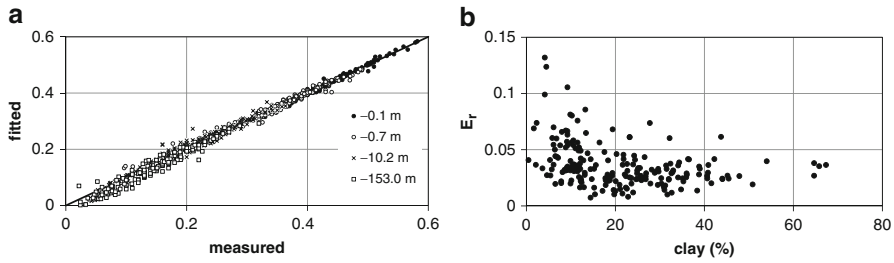 a
0.6
0.4
0.2
0
fitted
−0.1 m
−0.7 m
−10.2 m
−153.0 m
0 0.2 0.4 0.6
measured
b
0.15
0.1
0.05
0
Er
0 20 40 60 80
clay (%)